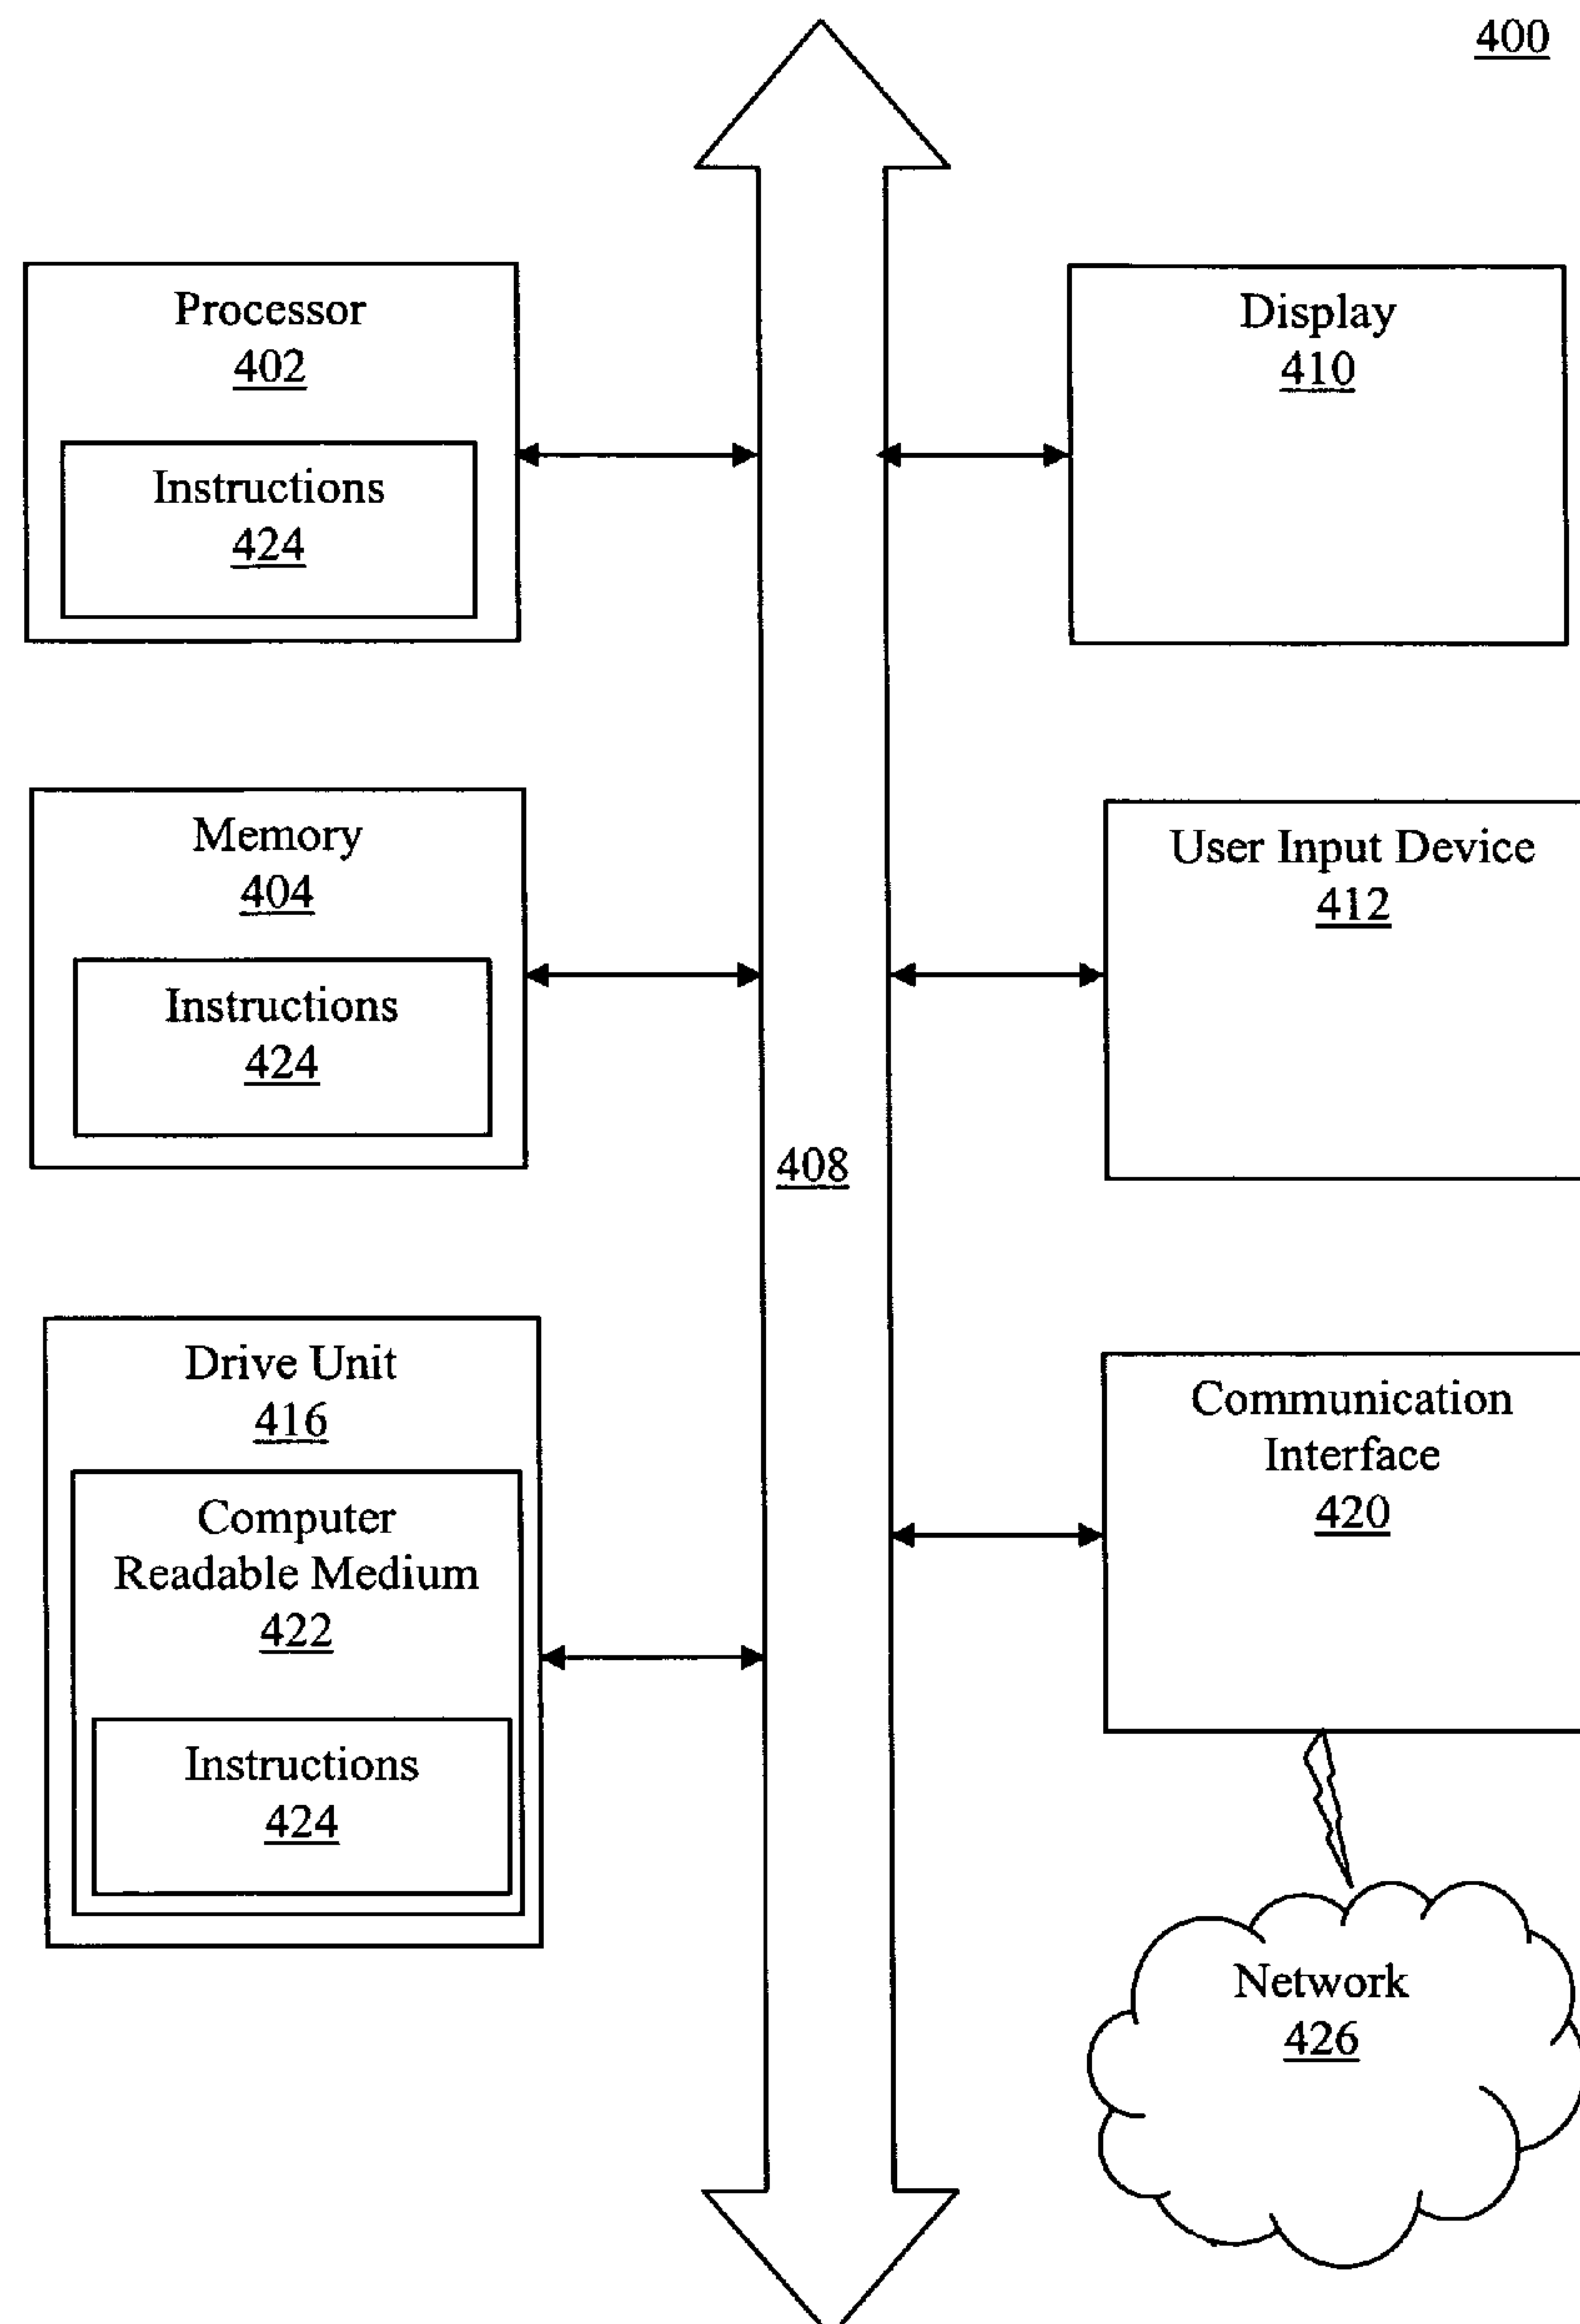 400
Processor
402
Instructions
424
Display
410
Memory
404
Instructions
424
User Input Device
412
408
Drive Unit
416
Computer
Readable Medium
422
Instructions
424
Communication
Interface
420
Network
426